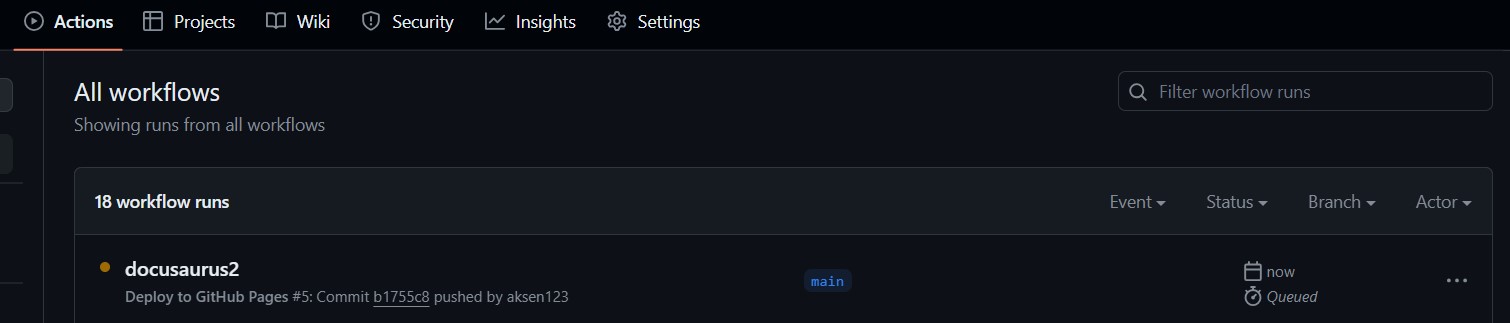 Actions Projects Wiki Security Insights Settings
All workflows
Filter workflow runs
Showing runs from all workflows
18 workflow runs Event Status Branch Actor
docusaurus2
main
now
Deploy to GitHub Pages #5: Commit b1755c8 pushed by aksen123
Queued